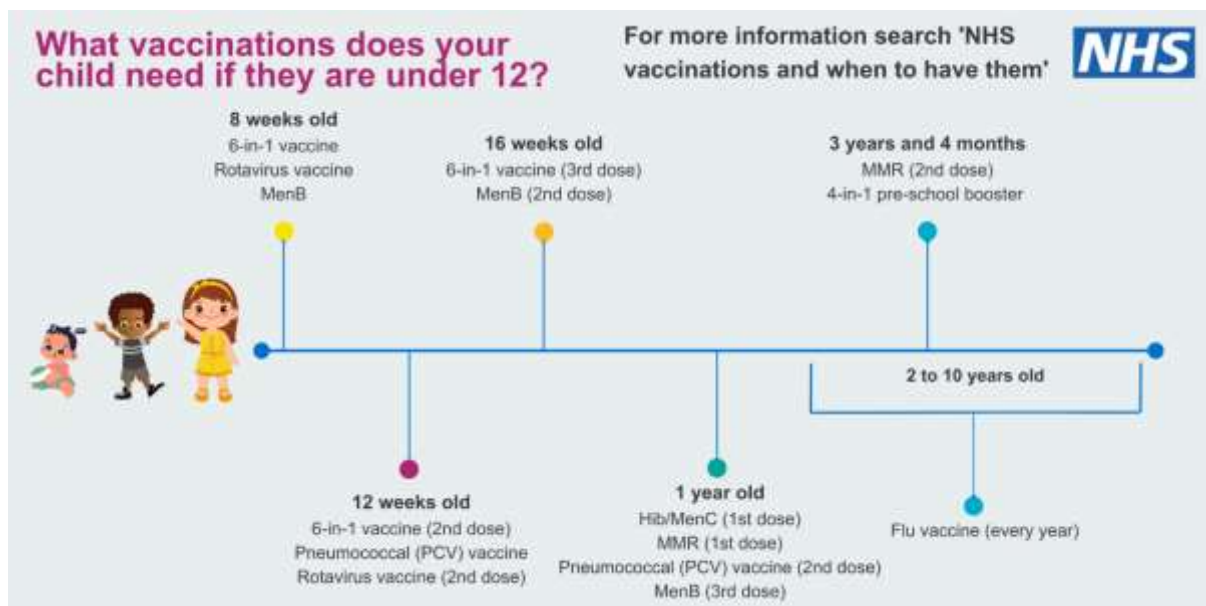 What vaccinations does your
child need if they are under 12?
For more information search 'NHS
vaccinations and when to have them'
NHS
8 weeks old
6-in-1 vaccine
Rotavirus vaccine
MenB
16 weeks old
6-in-1 vaccine (3rd dose)
MenB (2nd dose)
3 years and 4 months
MMR (2nd dose)
4-in-1 pre-school booster
2 to 10 years old
12 weeks old
6-in-1 vaccine (2nd dose)
Pneumococcal (PCV) vaccine
Rotavirus vaccine (2nd dose)
1 year old
Hib/MenC (1st dose)
MMR (1st dose)
Pneumococcal (PCV) vaccine (2nd dose)
MenB (3rd dose)
Flu vaccine (every year)